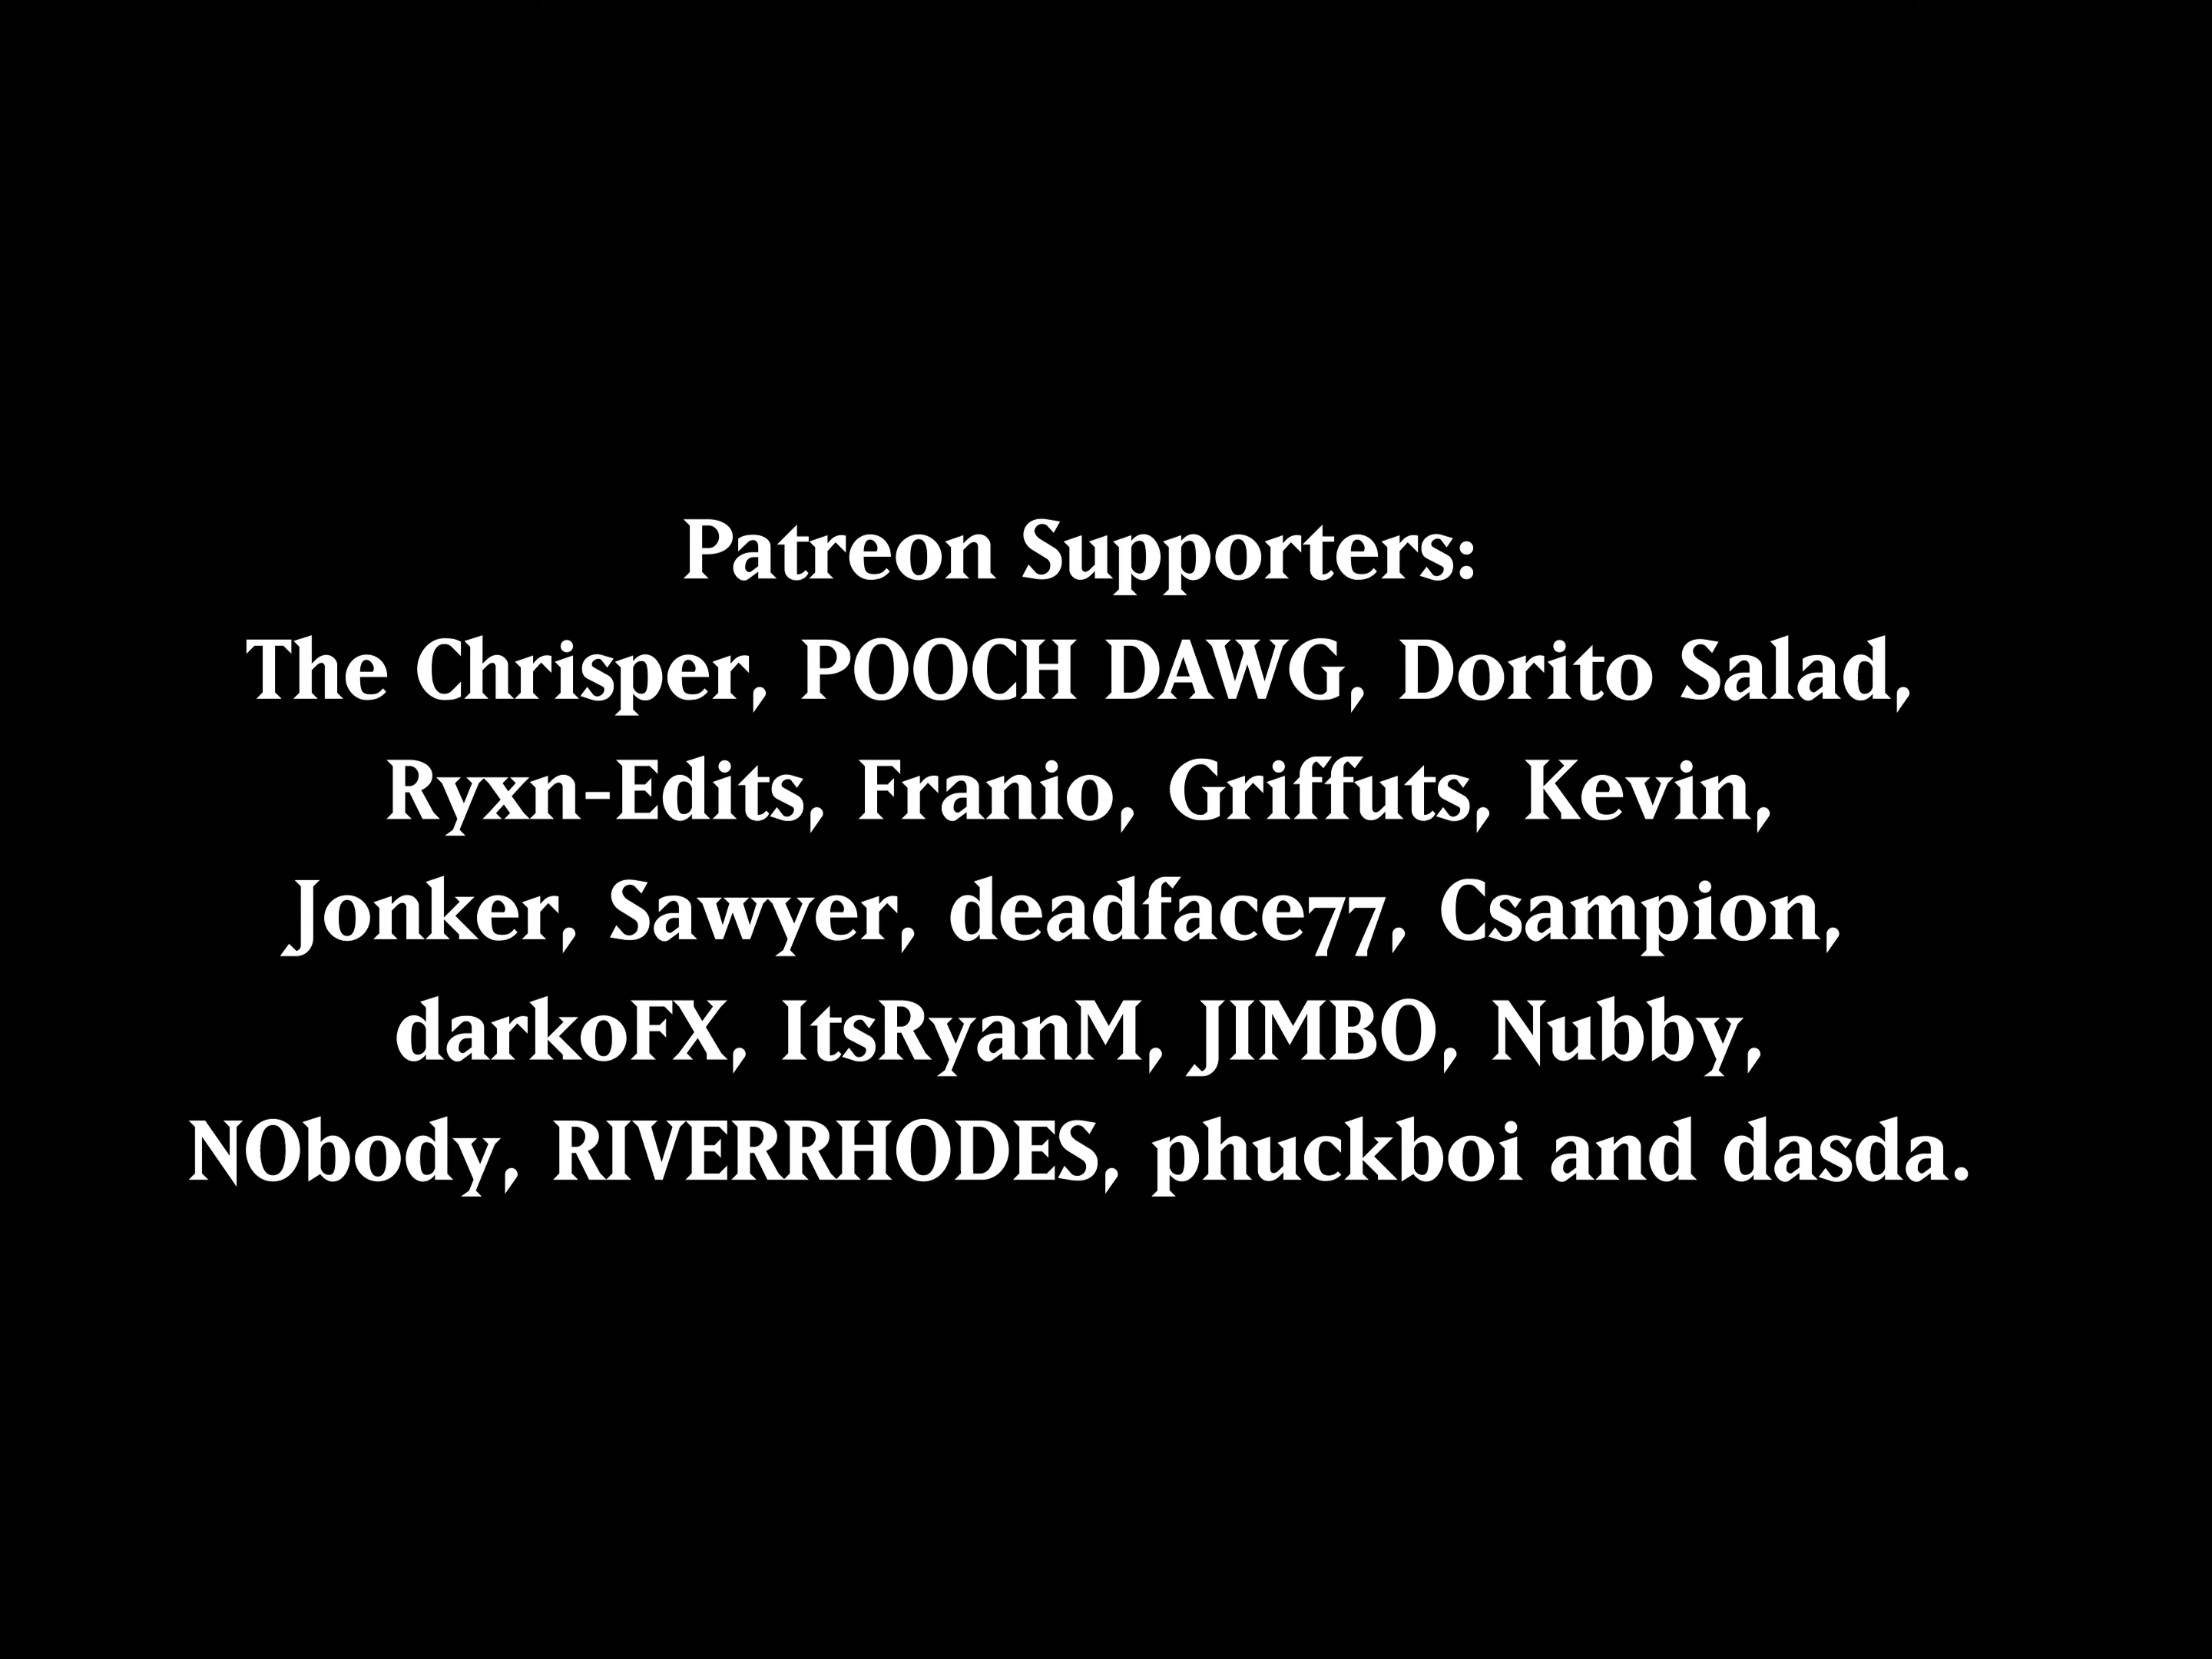 Patreon Supporters:
The Chrisper, POOCH DAWG, Dorito Salad,
Ryxn-Edits, Franio, Griffuts, Kevin,
Jonker, Sawyer,  deadface77, Csampion,
darkoFX, ItsRyanM, JIMBO, Nubby,
NObody, RIVERRHODES, phuckboi and dasda.